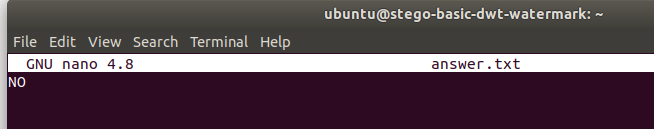 ubuntu@stego-basic-dwt-watermark: ~
File Edit View Search Terminal Help
GNU nano 4.8 answer.txt
NO